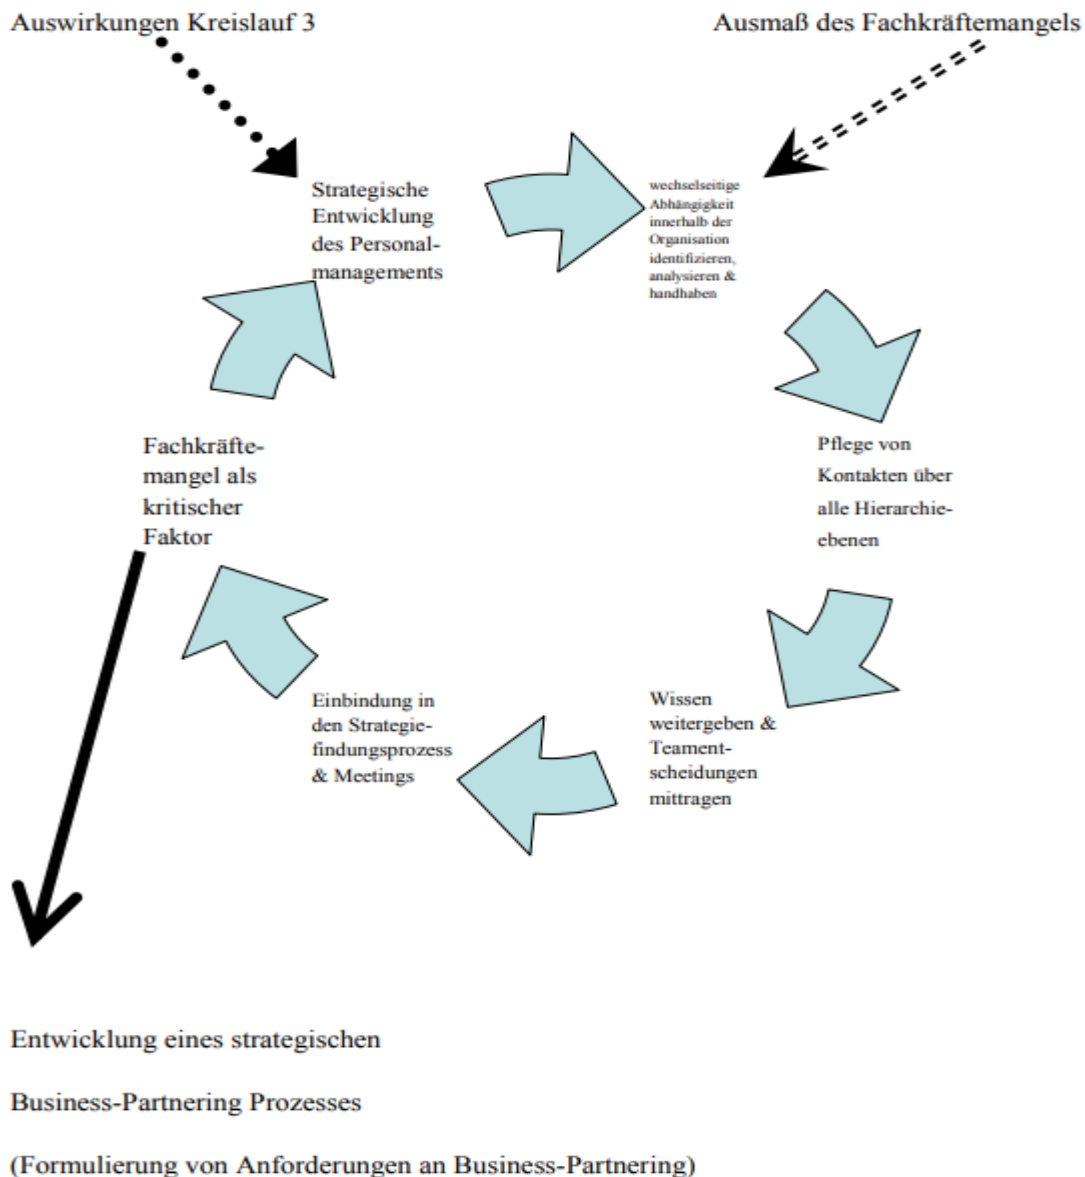 Auswirkungen Kreislauf 3
Ausmaß des Fachkräftemangels
Strategische
Entwicklung
des Personal-
managements
wechselseitige
Abhängigkeit
innerhalb der
Organisation
identifizieren,
analysieren &
handhaben
Pflege von
Kontakten über
alle Hierarchie-
ebenen
Wissen
weitergeben &
Teament-
scheidungen
mittragen
Einbindung in
den Strategie-
findungsprozess
& Meetings
Fachkräfte-
mangel als
kritischer
Faktor
Entwicklung eines strategischen
Business-Partnering Prozesses
(Formulierung von Anforderungen an Business-Partnering)